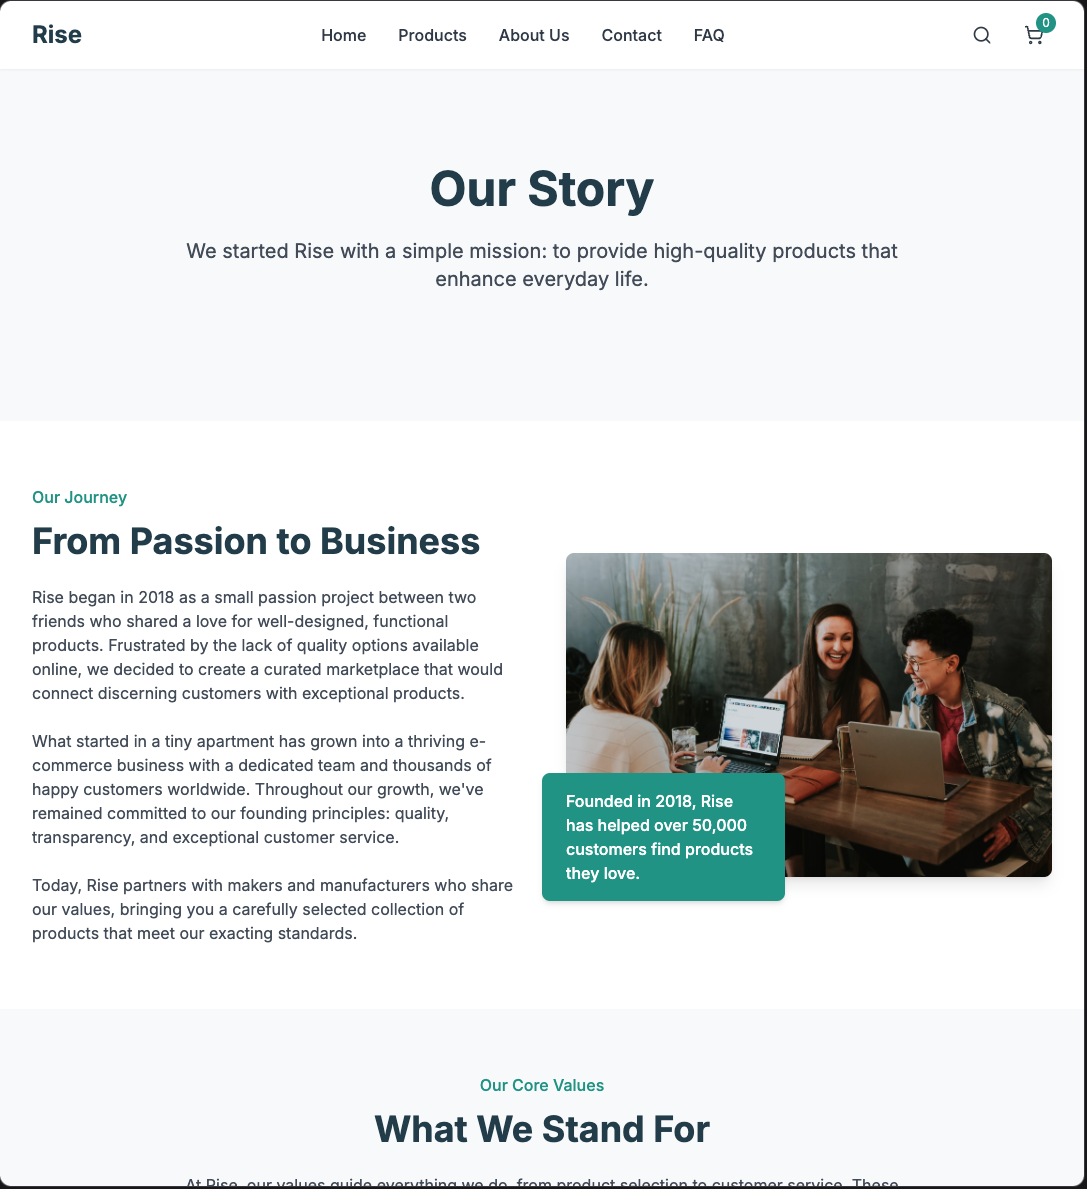 Rise
Home
Products
About Us
Contact
FAQ
0
Our Story
We started Rise with a simple mission: to provide high-quality products that
enhance everyday life.
Our Journey
From Passion to Business
Rise began in 2018 as a small passion project between two
friends who shared a love for well-designed, functional
products. Frustrated by the lack of quality options available
online, we decided to create a curated marketplace that would
connect discerning customers with exceptional products.
What started in a tiny apartment has grown into a thriving e-
commerce business with a dedicated team and thousands of
happy customers worldwide. Throughout our growth, we've
remained committed to our founding principles: quality,
transparency, and exceptional customer service.
Today, Rise partners with makers and manufacturers who share
our values, bringing you a carefully selected collection of
products that meet our exacting standards.
Founded in 2018, Rise
has helped over 50,000
customers find products
they love.
Our Core Values
What We Stand For
At Rise, our values guide everything we do, from product selection to customer service. These